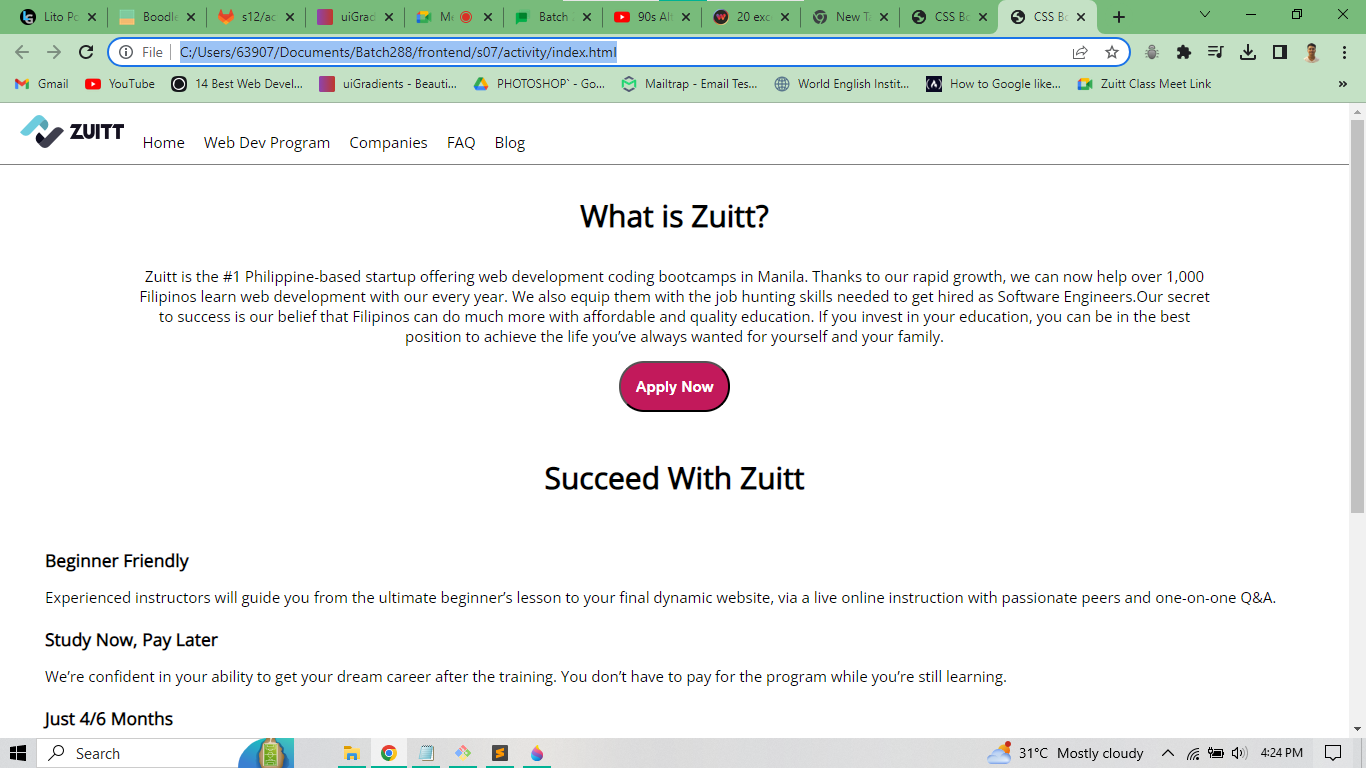 Lito Po
Boodle
s12/ac
uiGrad
Me
Batch
90s Alt
20 exc
New Ta
CSS Bo
CSS Bo
File
C:/Users/63907/Documents/Batch288/frontend/s07/activity/index.html
Gmail
YouTube
14 Best Web Devel...
uiGradients - Beauti...
PHOTOSHOP` - Go...
Mailtrap - Email Tes...
World English Instit...
How to Google like...
Zuitt Class Meet Link
»
ZUITT
Home
Web Dev Program
Companies
FAQ
Blog
What is Zuitt?
Zuitt is the #1 Philippine-based startup offering web development coding bootcamps in Manila. Thanks to our rapid growth, we can now help over 1,000
Filipinos learn web development with our every year. We also equip them with the job hunting skills needed to get hired as Software Engineers.Our secret
to success is our belief that Filipinos can do much more with affordable and quality education. If you invest in your education, you can be in the best
position to achieve the life you’ve always wanted for yourself and your family.
Apply Now
Succeed With Zuitt
Beginner Friendly
Experienced instructors will guide you from the ultimate beginner’s lesson to your final dynamic website, via a live online instruction with passionate peers and one-on-one Q&A.
Study Now, Pay Later
We’re confident in your ability to get your dream career after the training. You don’t have to pay for the program while you’re still learning.
Just 4/6 Months
Search
31°C Mostly cloudy
4:24 PM